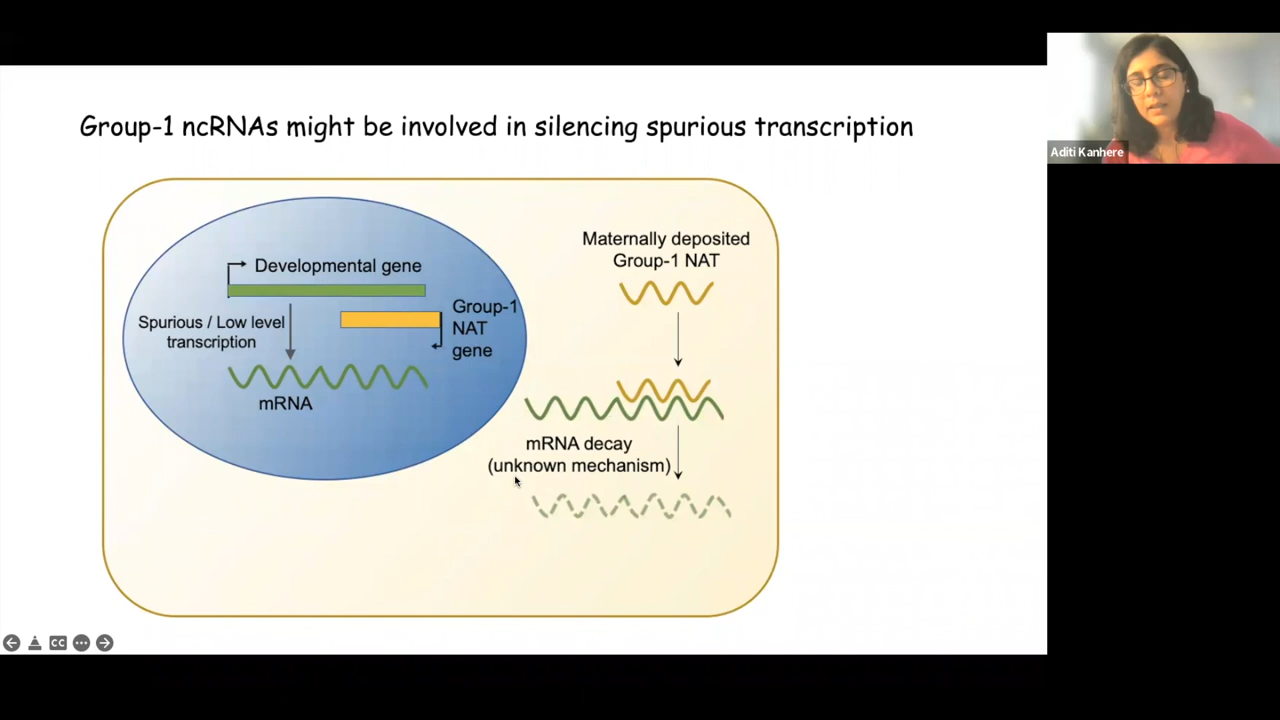 Group-1 ncRNAs might be involved in silencing spurious transcription
Aditi Kanhere
Developmental gene
Spurious / Low level
transcription
Group-1
NAT
gene
mRNA
Maternally deposited
Group-1 NAT
mRNA decay
(unknown mechanism)
CC